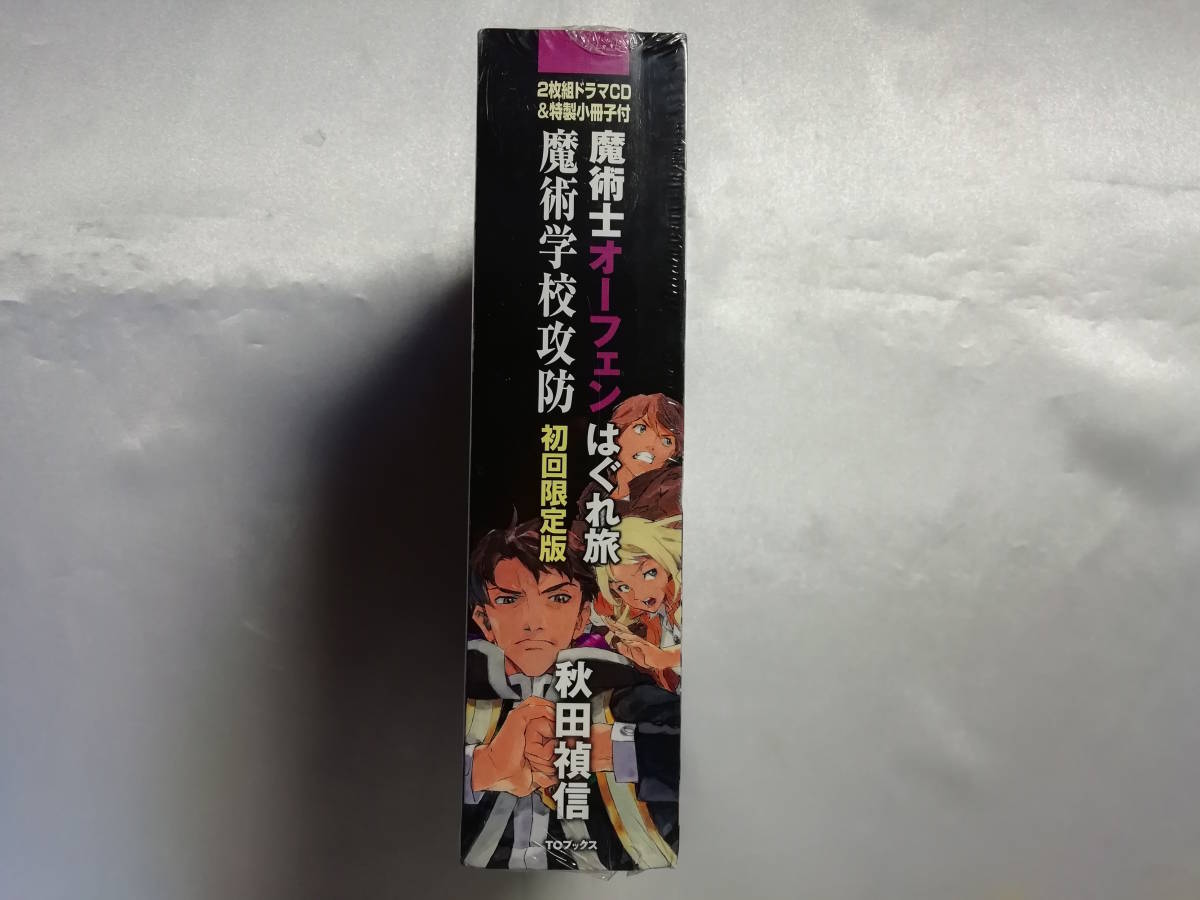 2枚組ドラマCD
&特製小冊子付
魔術士オーフェンはぐれ旅
魔術学校攻防
初回限定版
秋田禎信
TOブックス